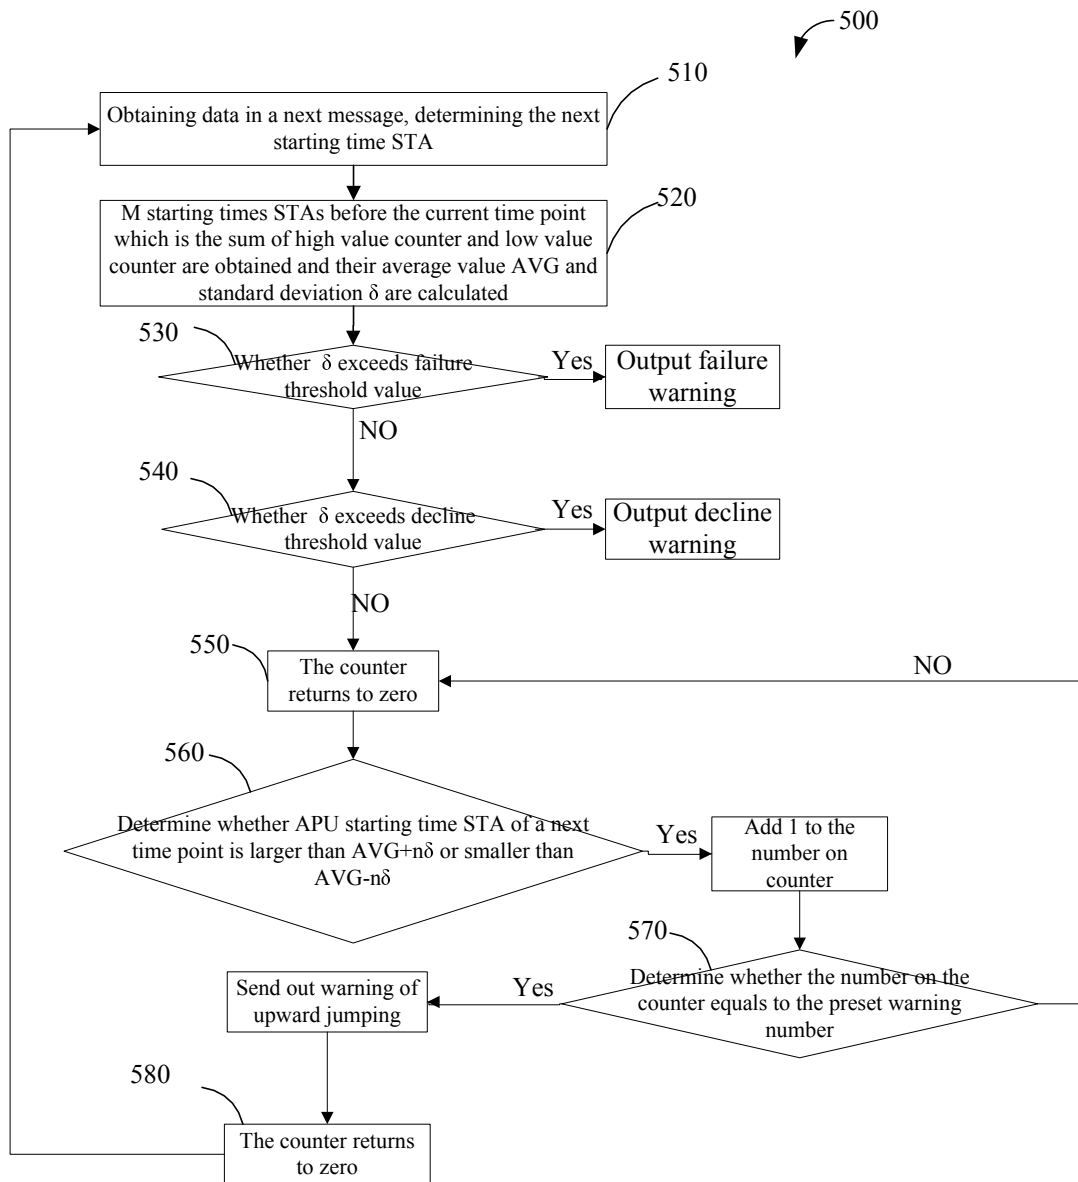 500
510
Obtaining data in a next message, determining the next
starting time STA
520
M starting times STAs before the current time point
which is the sum of high value counter and low value
counter are obtained and their average value AVG and
standard deviation δ are calculated
530
Whether δ exceeds failure
threshold value
Yes
Output failure
warning
NO
540
Whether δ exceeds decline
threshold value
Yes
Output decline
warning
NO
550
The counter
returns to zero
NO
560
Determine whether APU starting time STA of a next
time point is larger than AVG+nδ or smaller than
AVG-nδ
Yes
Add 1 to the
number on
counter
570
Determine whether the number on the
counter equals to the preset warning
number
Yes
Send out warning of
upward jumping
580
The counter returns
to zero